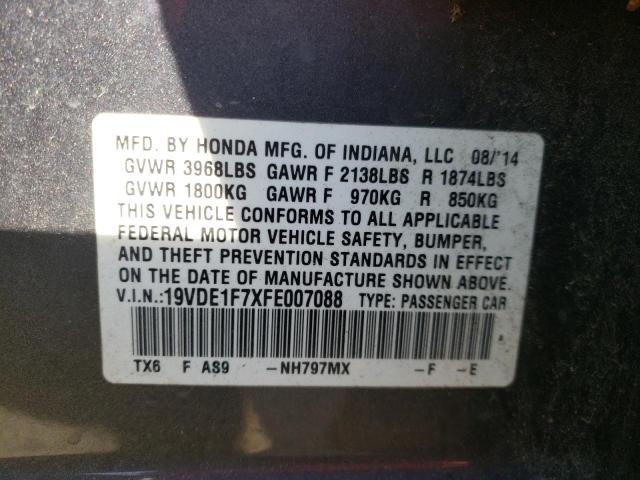 MFD. BY HONDA MFG. OF INDIANA, LLC 08/'14
GVWR 3968LBS GAWR F 2138LBS R 1874LBS
GVWR 1800KG GAWR F 970KG R 850KG
THIS VEHICLE CONFORMS TO ALL APPLICABLE
FEDERAL MOTOR VEHICLE SAFETY, BUMPER,
AND THEFT PREVENTION STANDARDS IN EFFECT
ON THE DATE OF MANUFACTURE SHOWN ABOVE.
V.I.N.:19VDE1F7XFE007088 TYPE: PASSENGER CAR
TX6 F AS9 -NH797MX -F -E